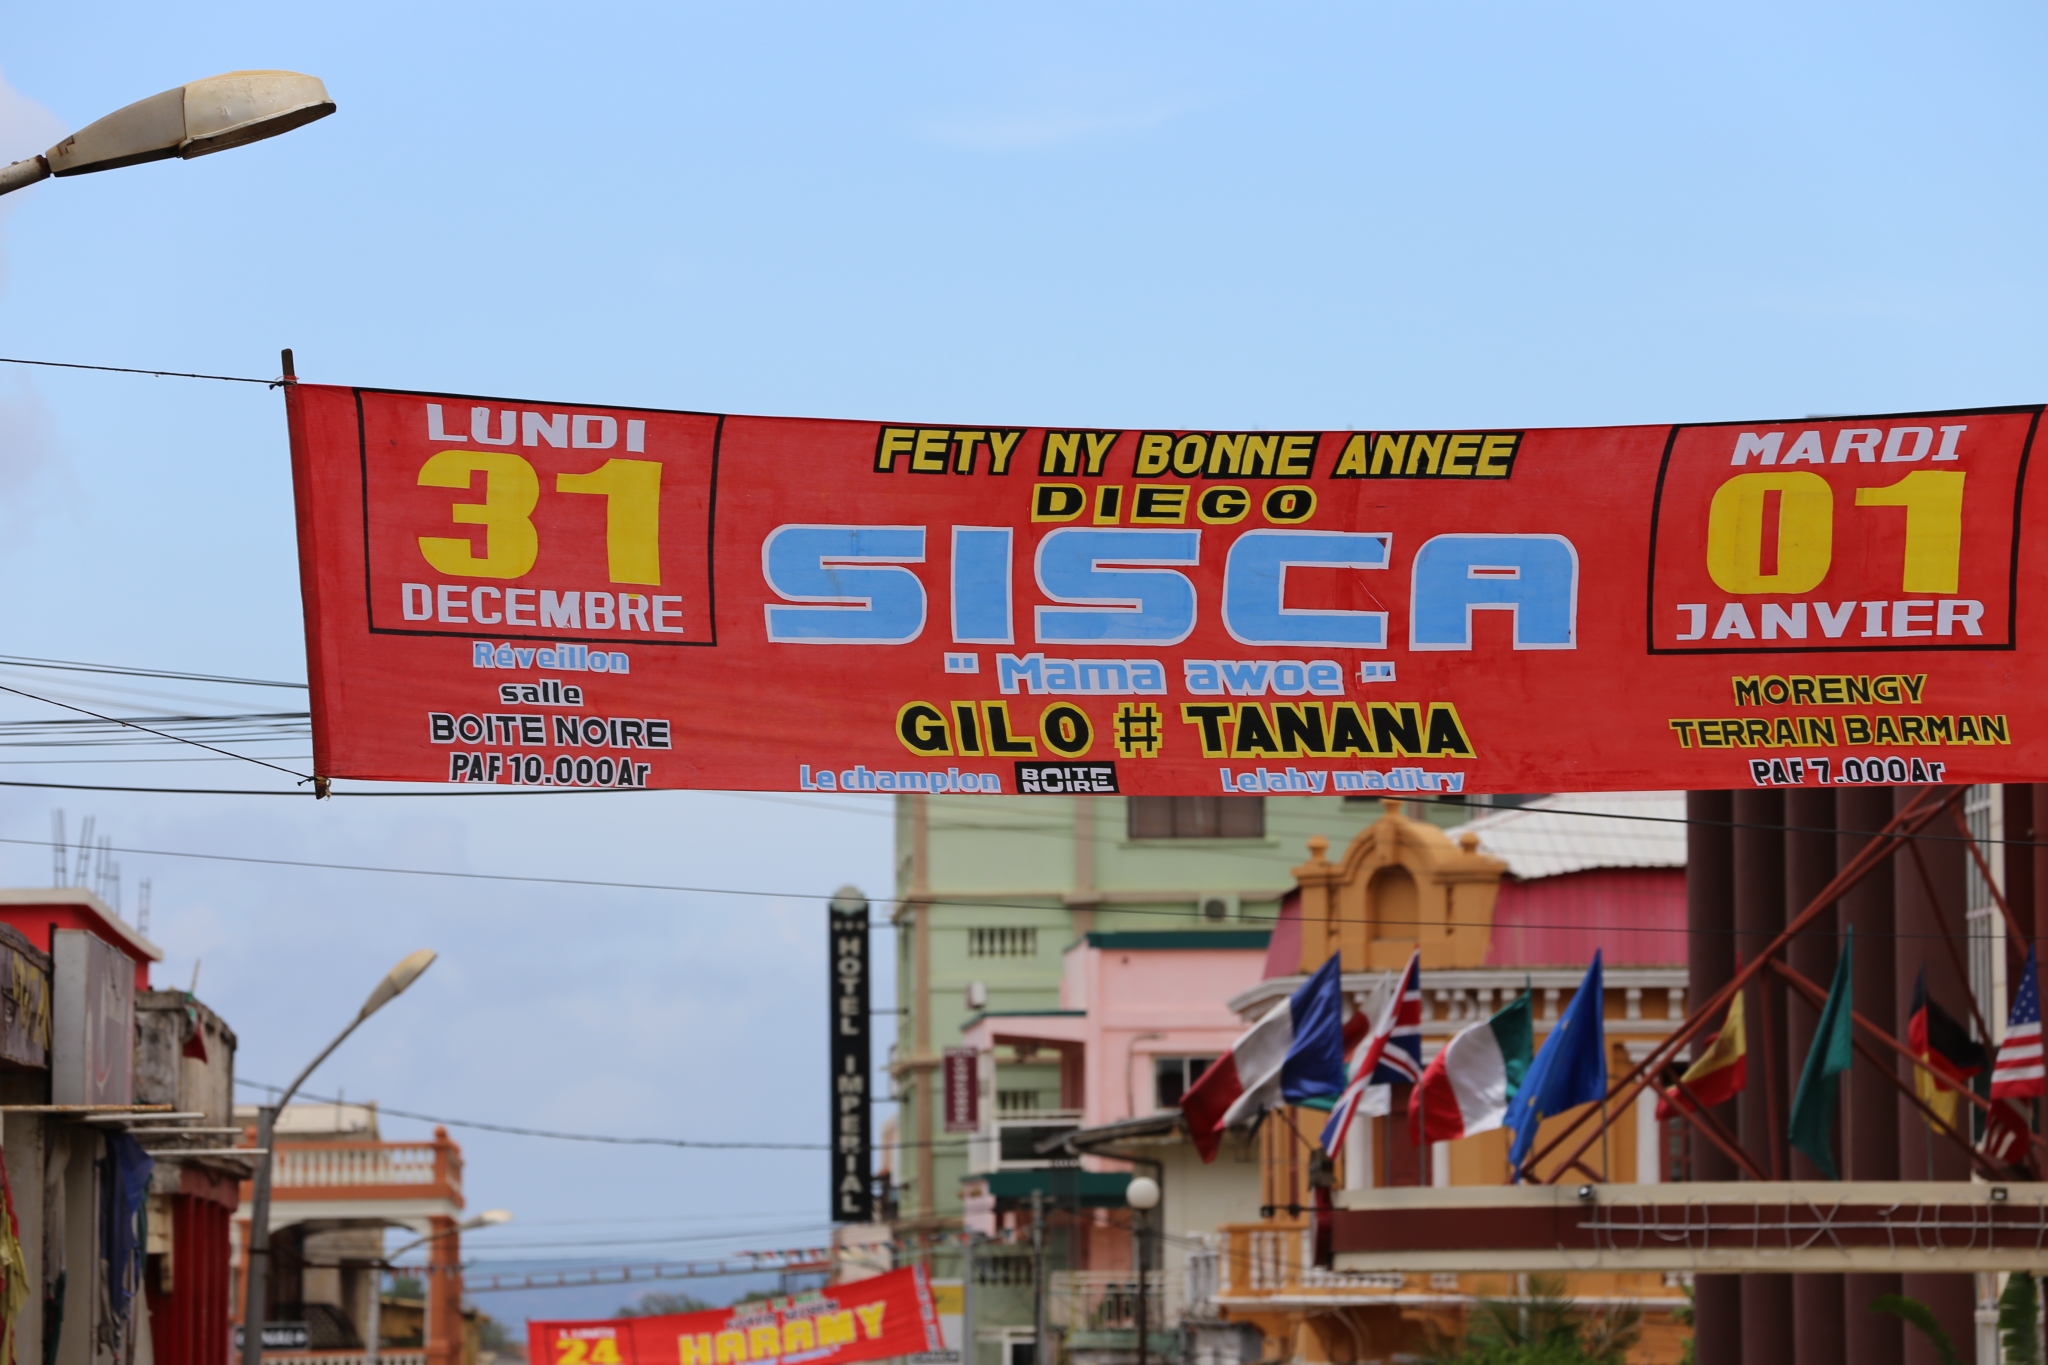 LUNDI
31
DECEMBRE
Réveillon
salle
BOITE NOIRE
PAF 10.000Ar
FETY NY BONNE ANNEE
DIEGO
SISCA
" Mama awoe "
GILO # TANANA
Le champion BOITE NOIRE Lelahy maditry
MARDI
01
JANVIER
MORENGY
TERRAIN BARMAN
PAF 7.000Ar
HOTEL IMPERIAL
LUNDI
24
HARAMY